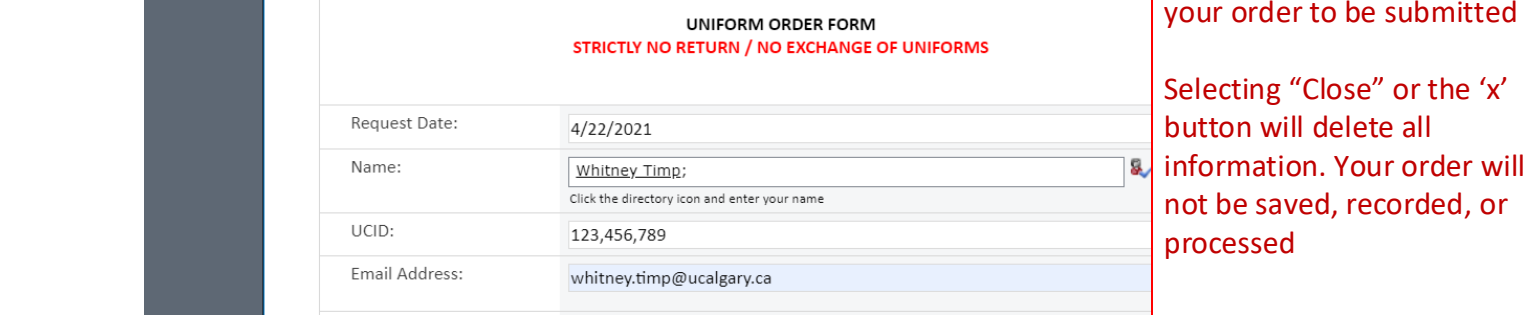 UNIFORM ORDER FORM
STRICTLY NO RETURN / NO EXCHANGE OF UNIFORMS
Request Date:
4/22/2021
Name:
Whitney Timp;
Click the directory icon and enter your name
UCID:
123,456,789
Email Address:
whitney.timp@ucalgary.ca
your order to be submitted
Selecting “Close” or the ‘x’
button will delete all
information. Your order will
not be saved, recorded, or
processed